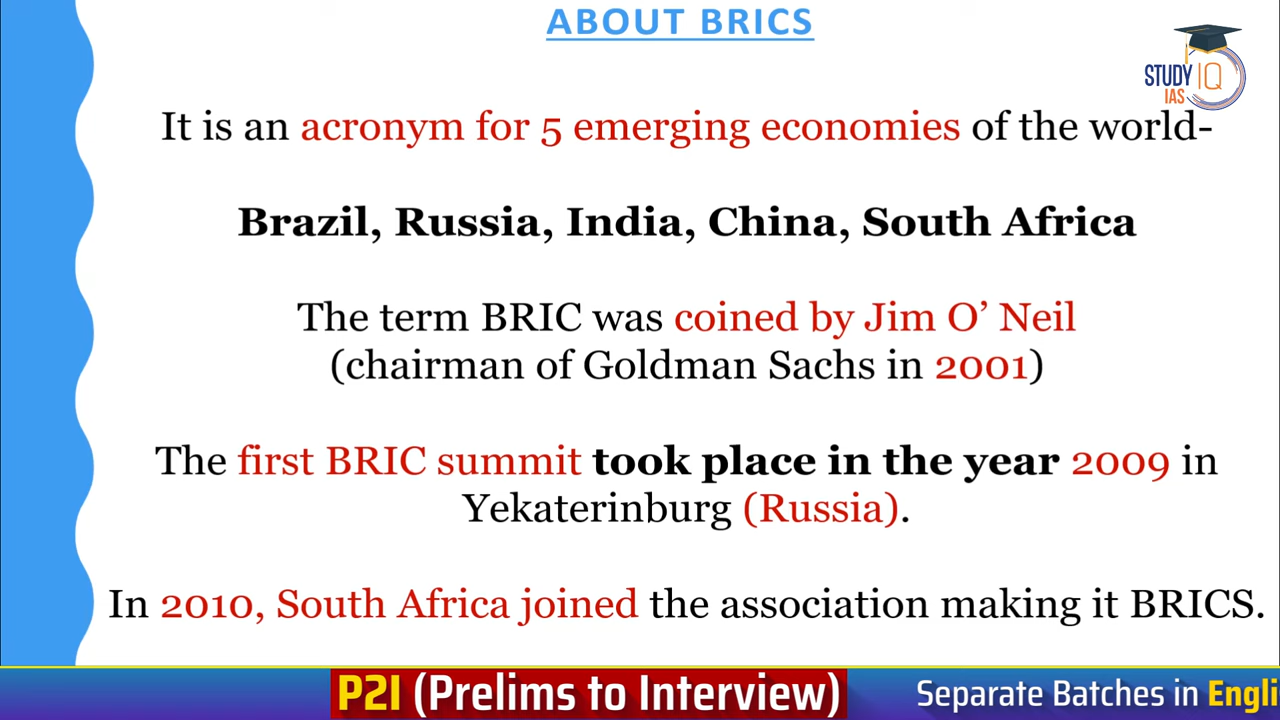 ABOUT BRICS
STUDY IQ
IAS
It is an acronym for 5 emerging economies of the world-
Brazil, Russia, India, China, South Africa
The term BRIC was coined by Jim O’ Neil
(chairman of Goldman Sachs in 2001)
The first BRIC summit took place in the year 2009 in
Yekaterinburg (Russia).
In 2010, South Africa joined the association making it BRICS.
P2I (Prelims to Interview)
Separate Batches in Engli